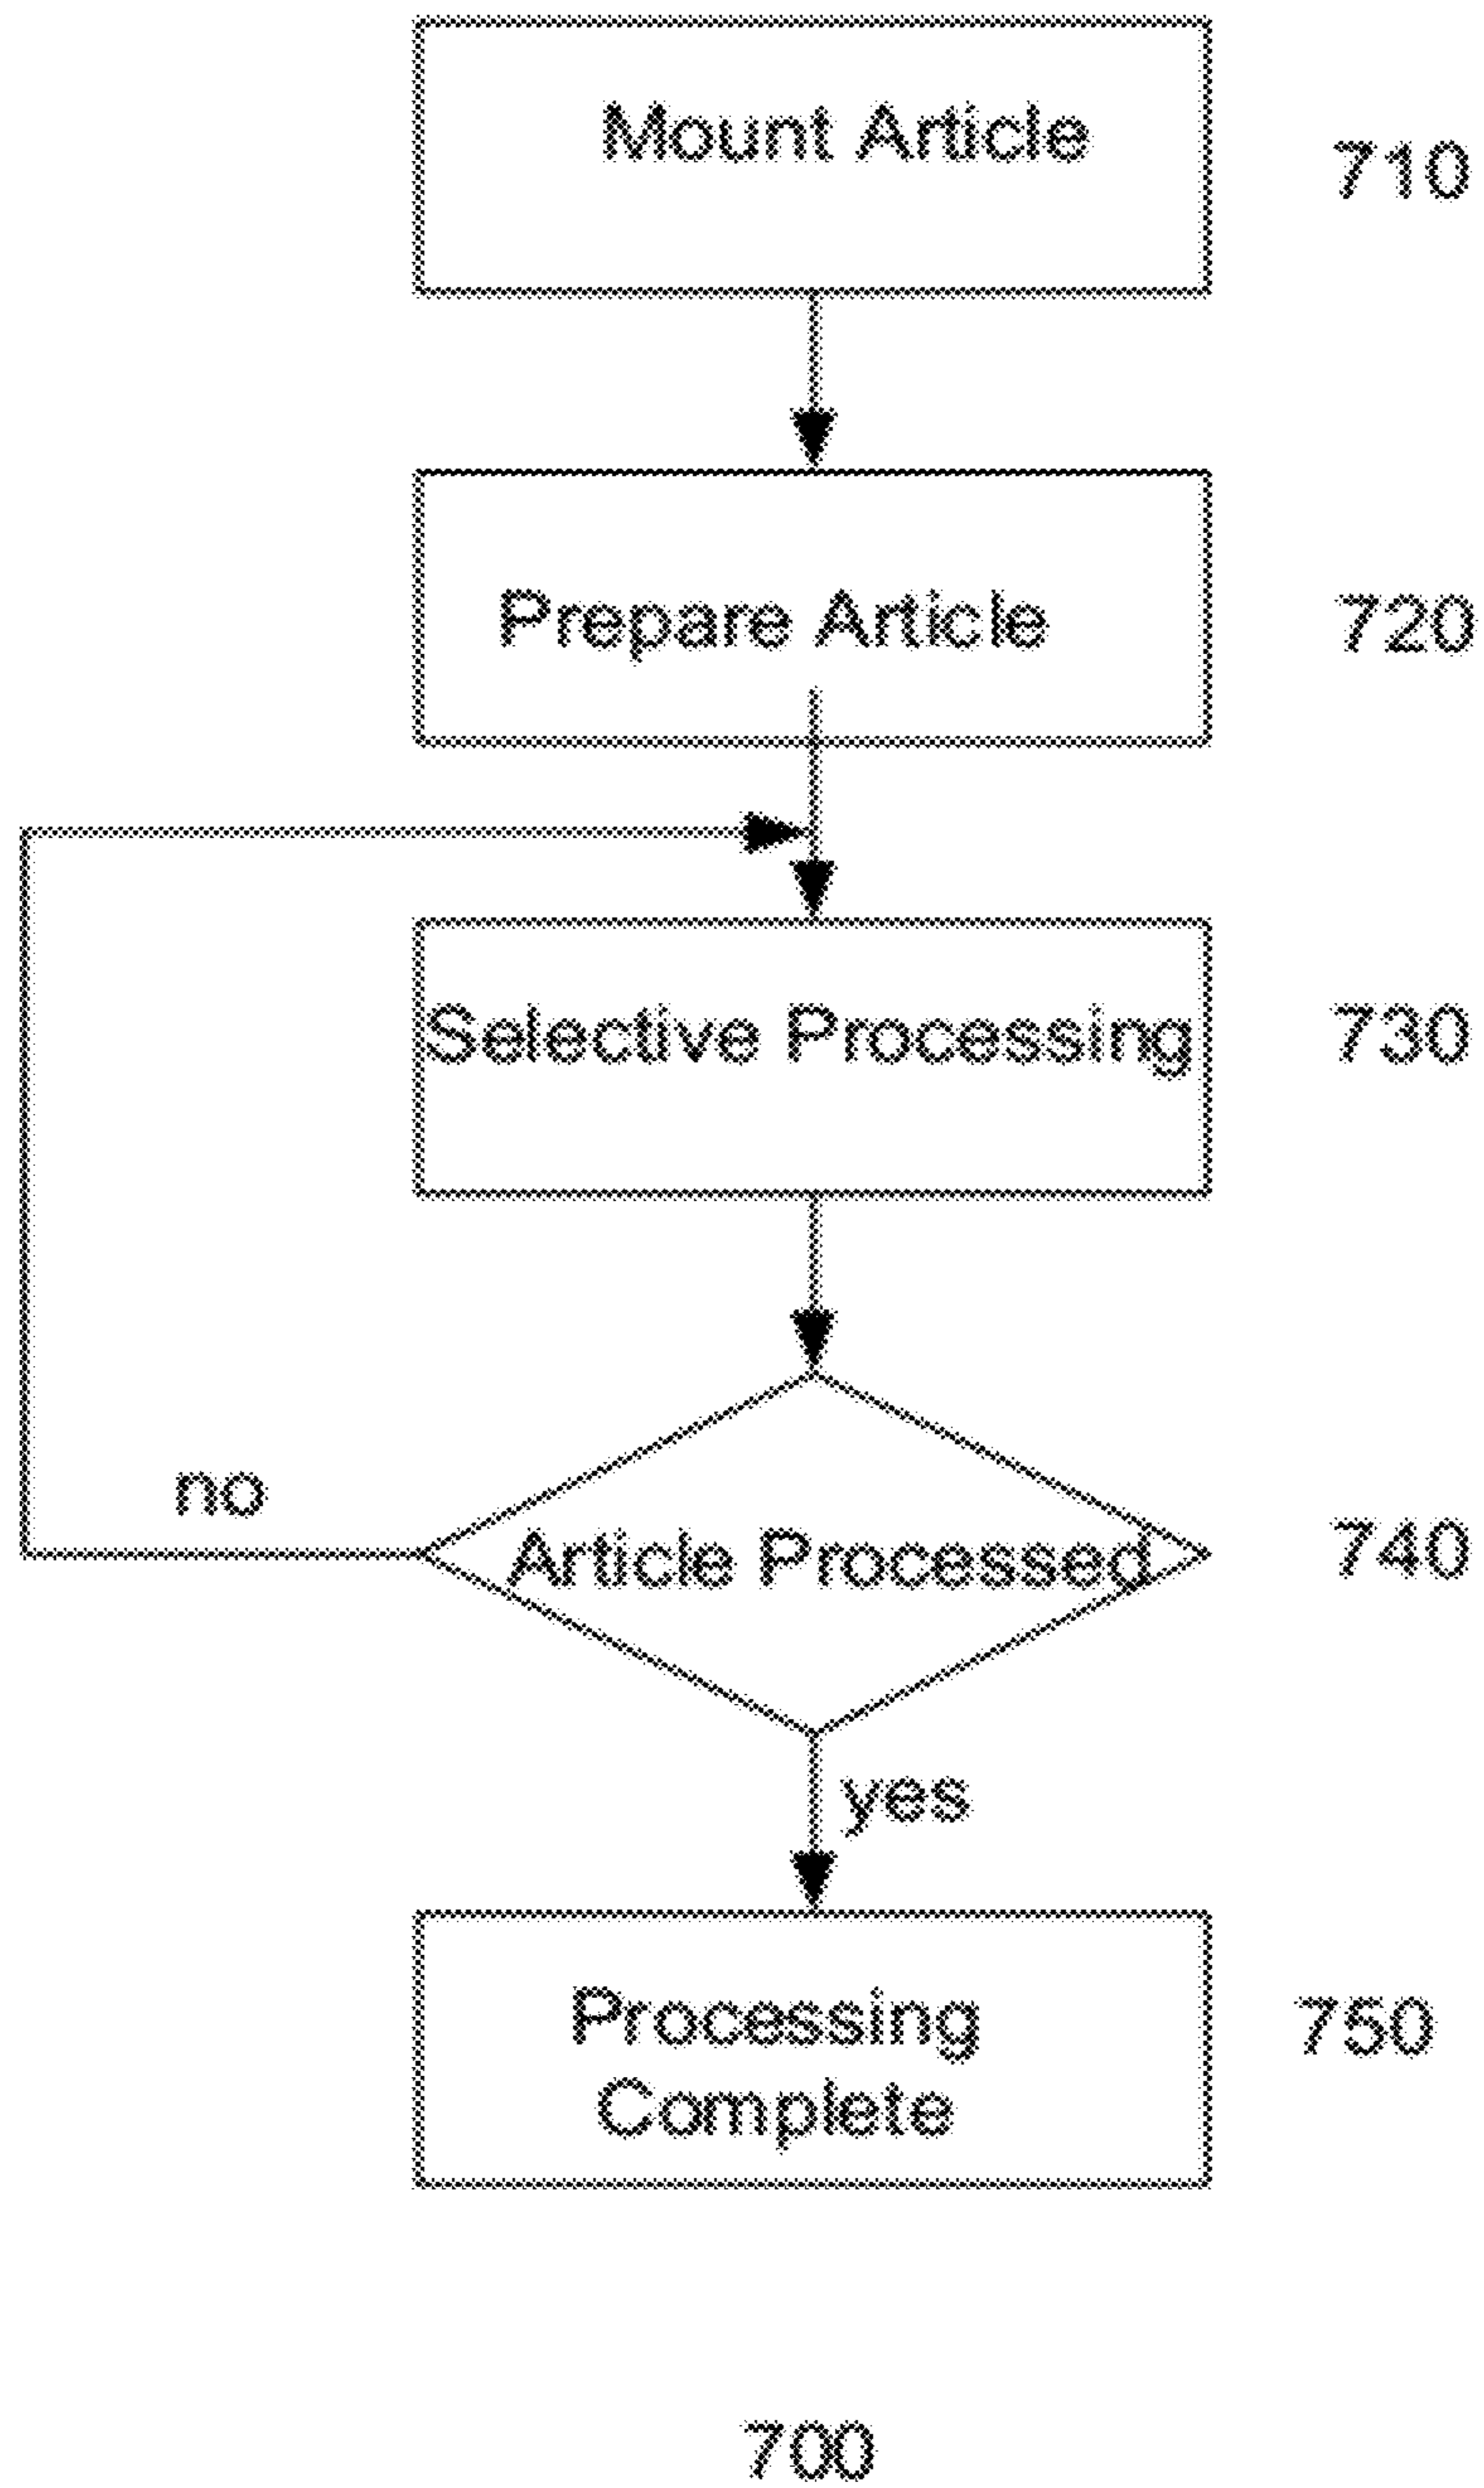 Mount Article
710
Prepare Article
720
Selective Processing
730
no
Article Processed
740
yes
Processing
Complete
750
700